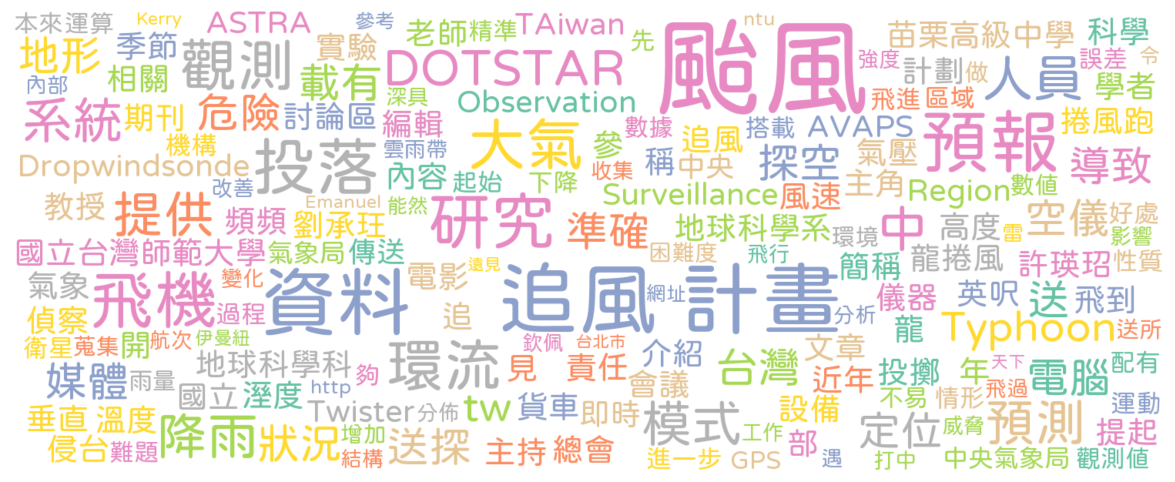 本來運算 Kerry ASTRA 參考 老師 精準 TAiwan ntu 苗栗高級中學 科學
地形 季節 觀測 實驗 載有 DOTSTAR 先 颱風 強度 計劃 做 人員 誤差 令
內部 相關 深具 Observation 飛進 區域 學者
系統 期刊 危險 討論區 編輯 大氣 參 數據 追風 搭載 AVAPS 預報 捲風跑
機構 投落 雲雨帶 稱 中央 探空 氣壓 導致
Dropwindsonde 改善 內容 起始 下降 收集 Surveillance 風速 主角 Region 數值
教授 提供 頻頻 劉承玨 Emanuel 能然 研究 準確 地球科學系 環境 中 高度 雷 空儀 好處 影響
國立台灣師範大學 氣象局 傳送 遠見 困難度 飛行 簡稱 龍捲風 許瑛玿 性質
氣象 飛機 變化 資料 電影 追風 計畫 網址 儀器 英呎 送 飛到
偵察 過程 追 分析 龍 Typhoon 送所
衛星 蒐集 開 航次 伊曼紐 欽佩 台北市 文章
地球科學科 夠 環流 見 責任 介紹 台灣 近年 投擲 年 天下 電腦 配有
媒體 雨量 國立 溼度 http 會議 不易 情形 飛過 運動
垂直 溫度 Twister 分佈 tw 貨車 即時 模式 設備 定位 威脅 預測 提起
侵台 難題 降雨 狀況 增加 結構 送探 主持 總會 進一步 工作 GPS 部 遇 打中 中央氣象局 觀測値